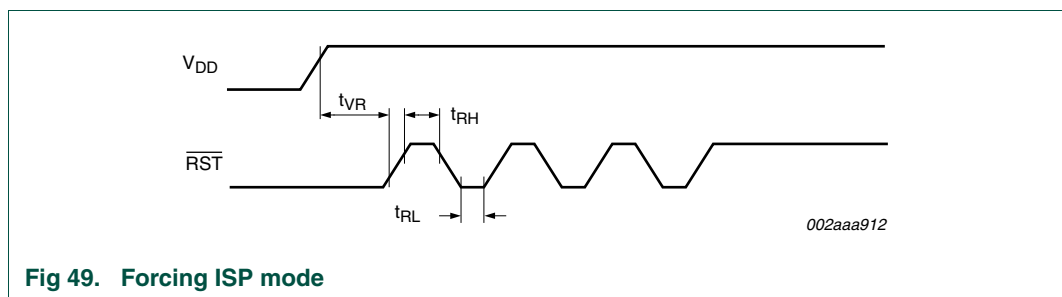 VDD
tVR
tRH
RST
tRL
002aaa912
Fig 49. Forcing ISP mode